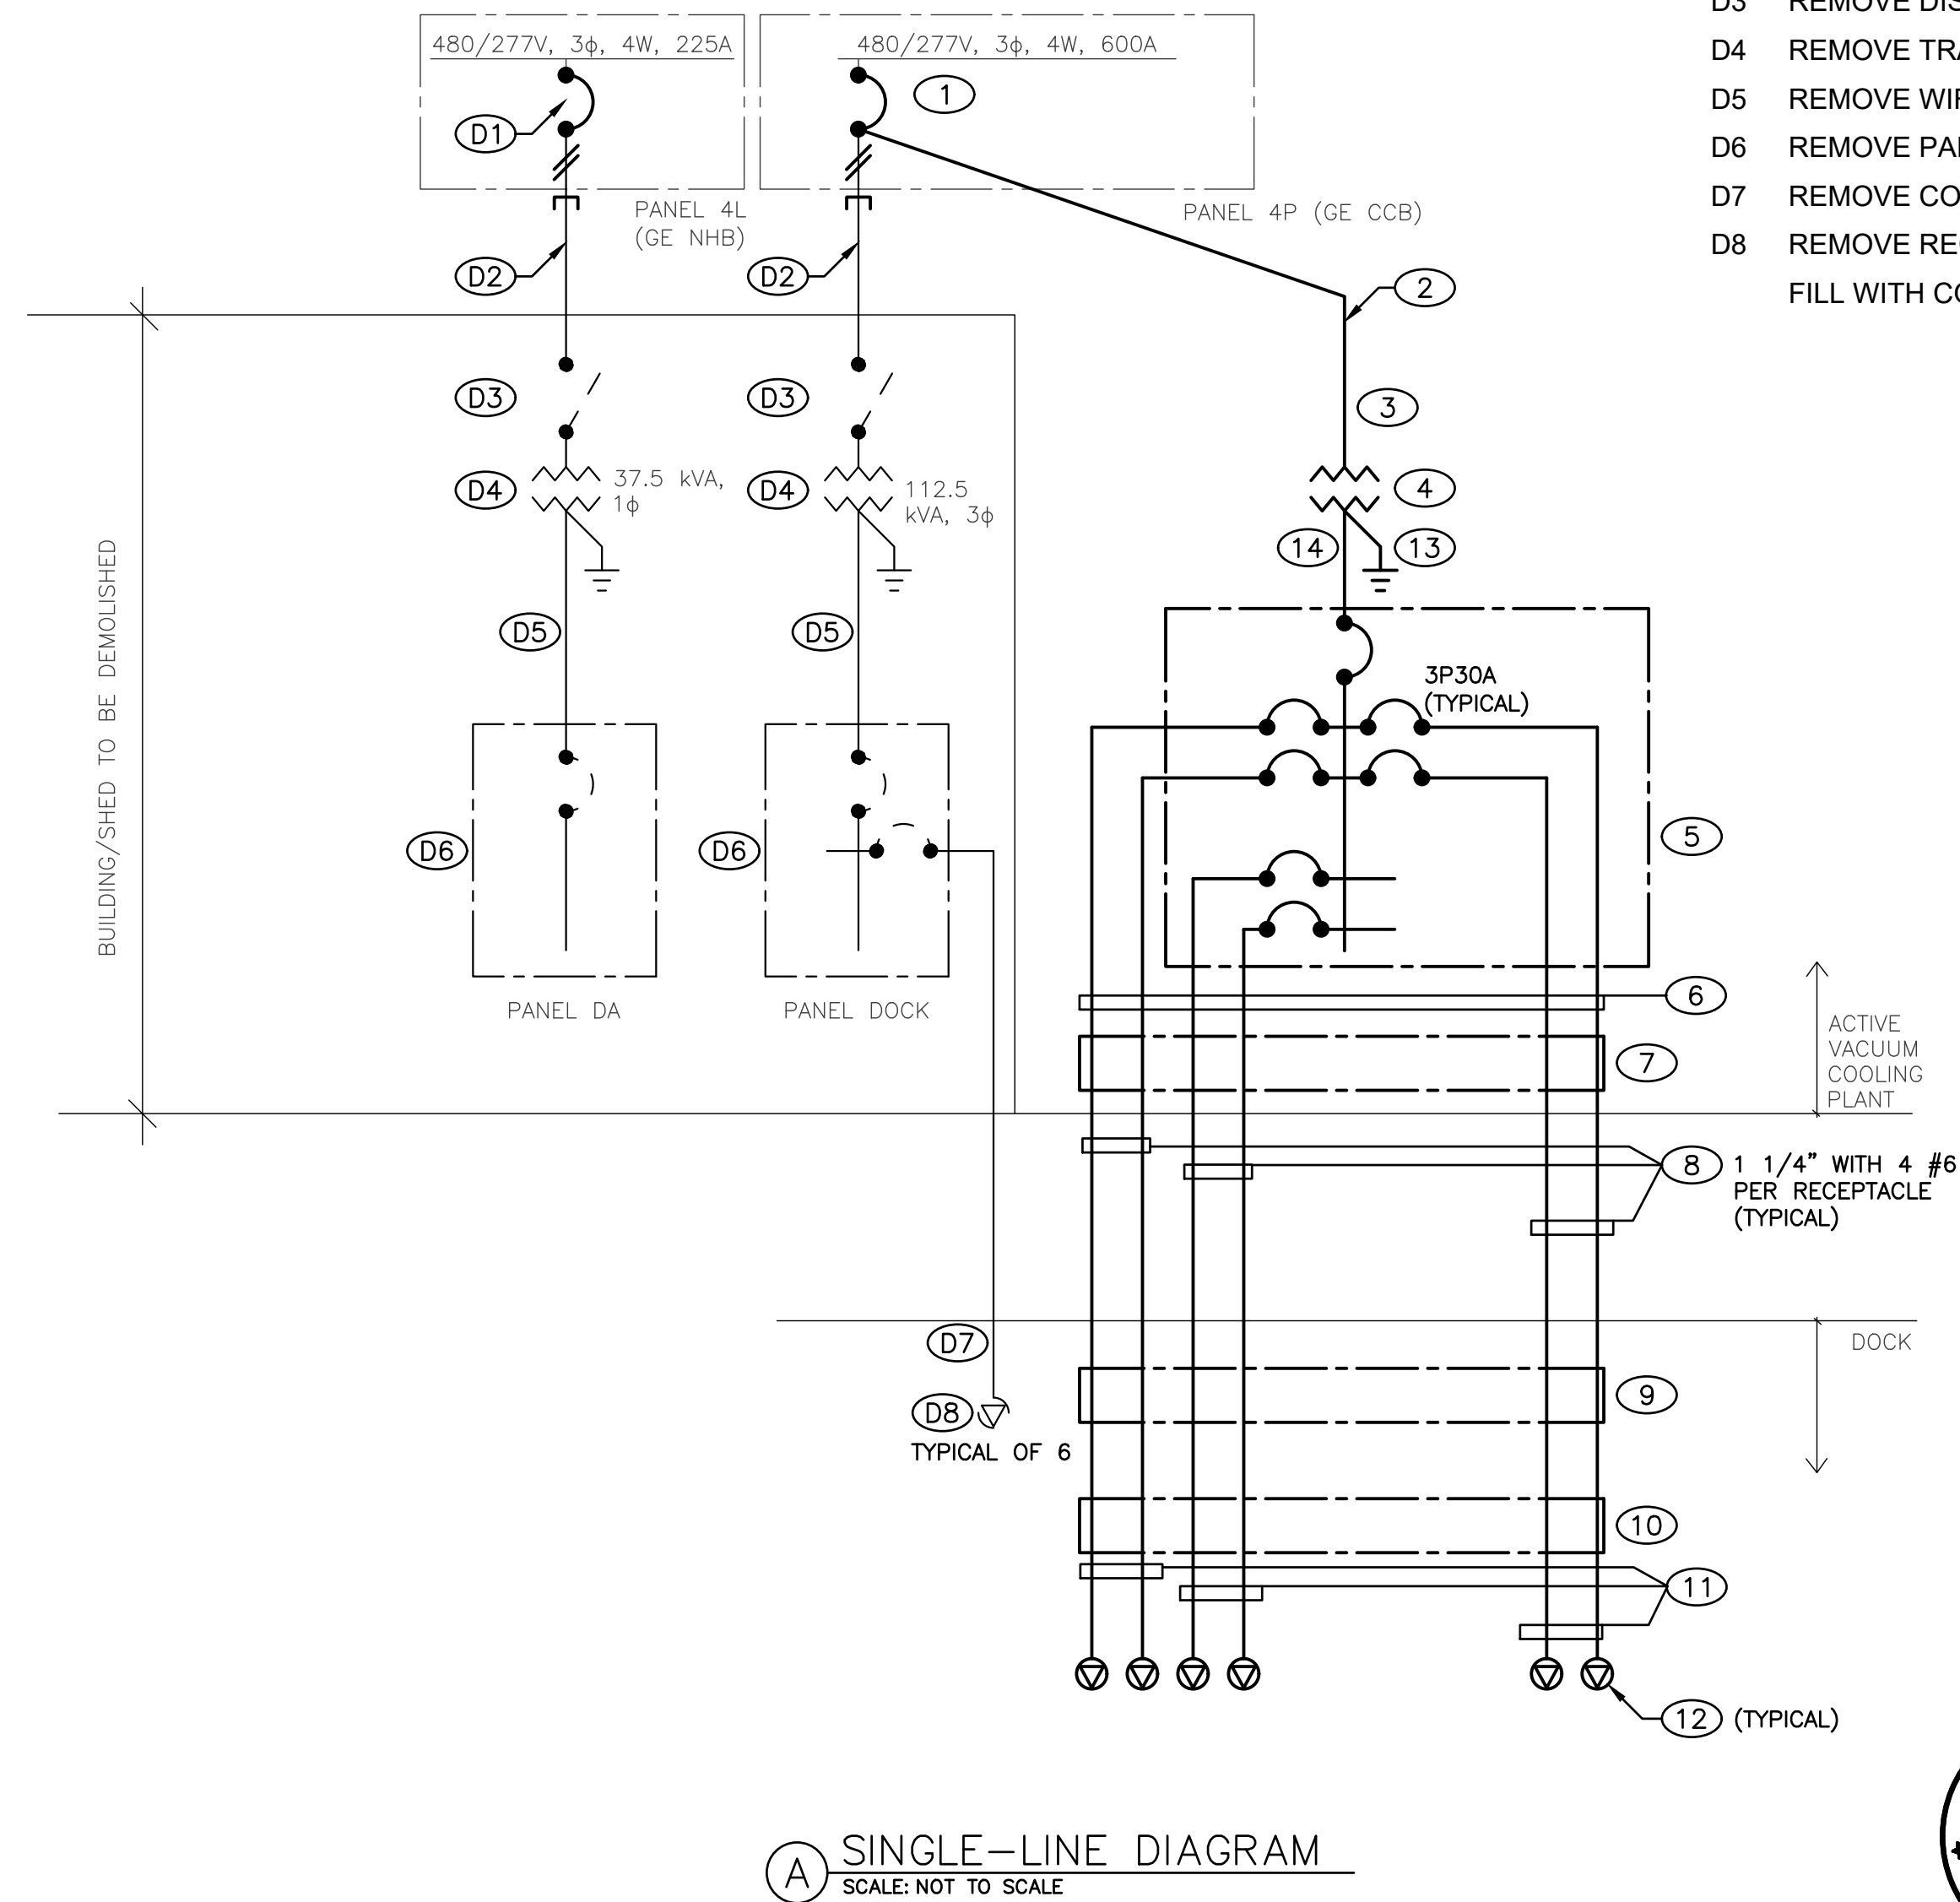 480/277V, 3ϕ, 4W, 225A
480/277V, 3ϕ, 4W, 600A
1
D1
PANEL 4L
(GE NHB)
PANEL 4P (GE CCB)
D2
D2
2
D3
D3
3
D4
37.5 kVA,
1ϕ
D4
112.5
kVA, 3ϕ
4
14
13
D5
D5
3P30A
(TYPICAL)
BUILDING/SHED TO BE DEMOLISHED
D6
D6
5
PANEL DA
PANEL DOCK
6
ACTIVE
VACUUM
COOLING
PLANT
7
8
1 1/4" WITH 4 #6
PER RECEPTACLE
(TYPICAL)
DOCK
D7
D8
TYPICAL OF 6
9
10
11
12 (TYPICAL)
A
SINGLE-LINE DIAGRAM
SCALE: NOT TO SCALE
D3 REMOVE
D4 REMOVE
D5 REMOVE
D6 REMOVE
D7 REMOVE
D8 REMOVE
FILL WITH